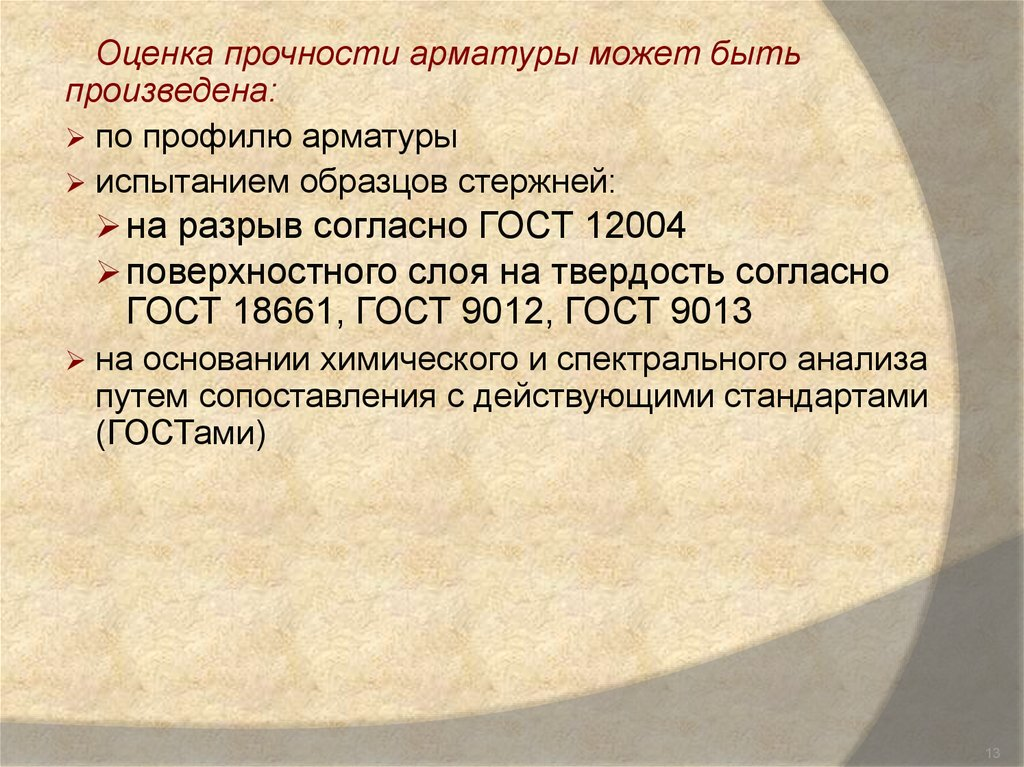 Оценка прочности арматуры может быть
произведена:
по профилю арматуры
испытанием образцов стержней:
на разрыв согласно ГОСТ 12004
поверхностного слоя на твердость согласно
ГОСТ 18661, ГОСТ 9012, ГОСТ 9013
на основании химического и спектрального анализа
путем сопоставления с действующими стандартами
(ГОСТами)
13